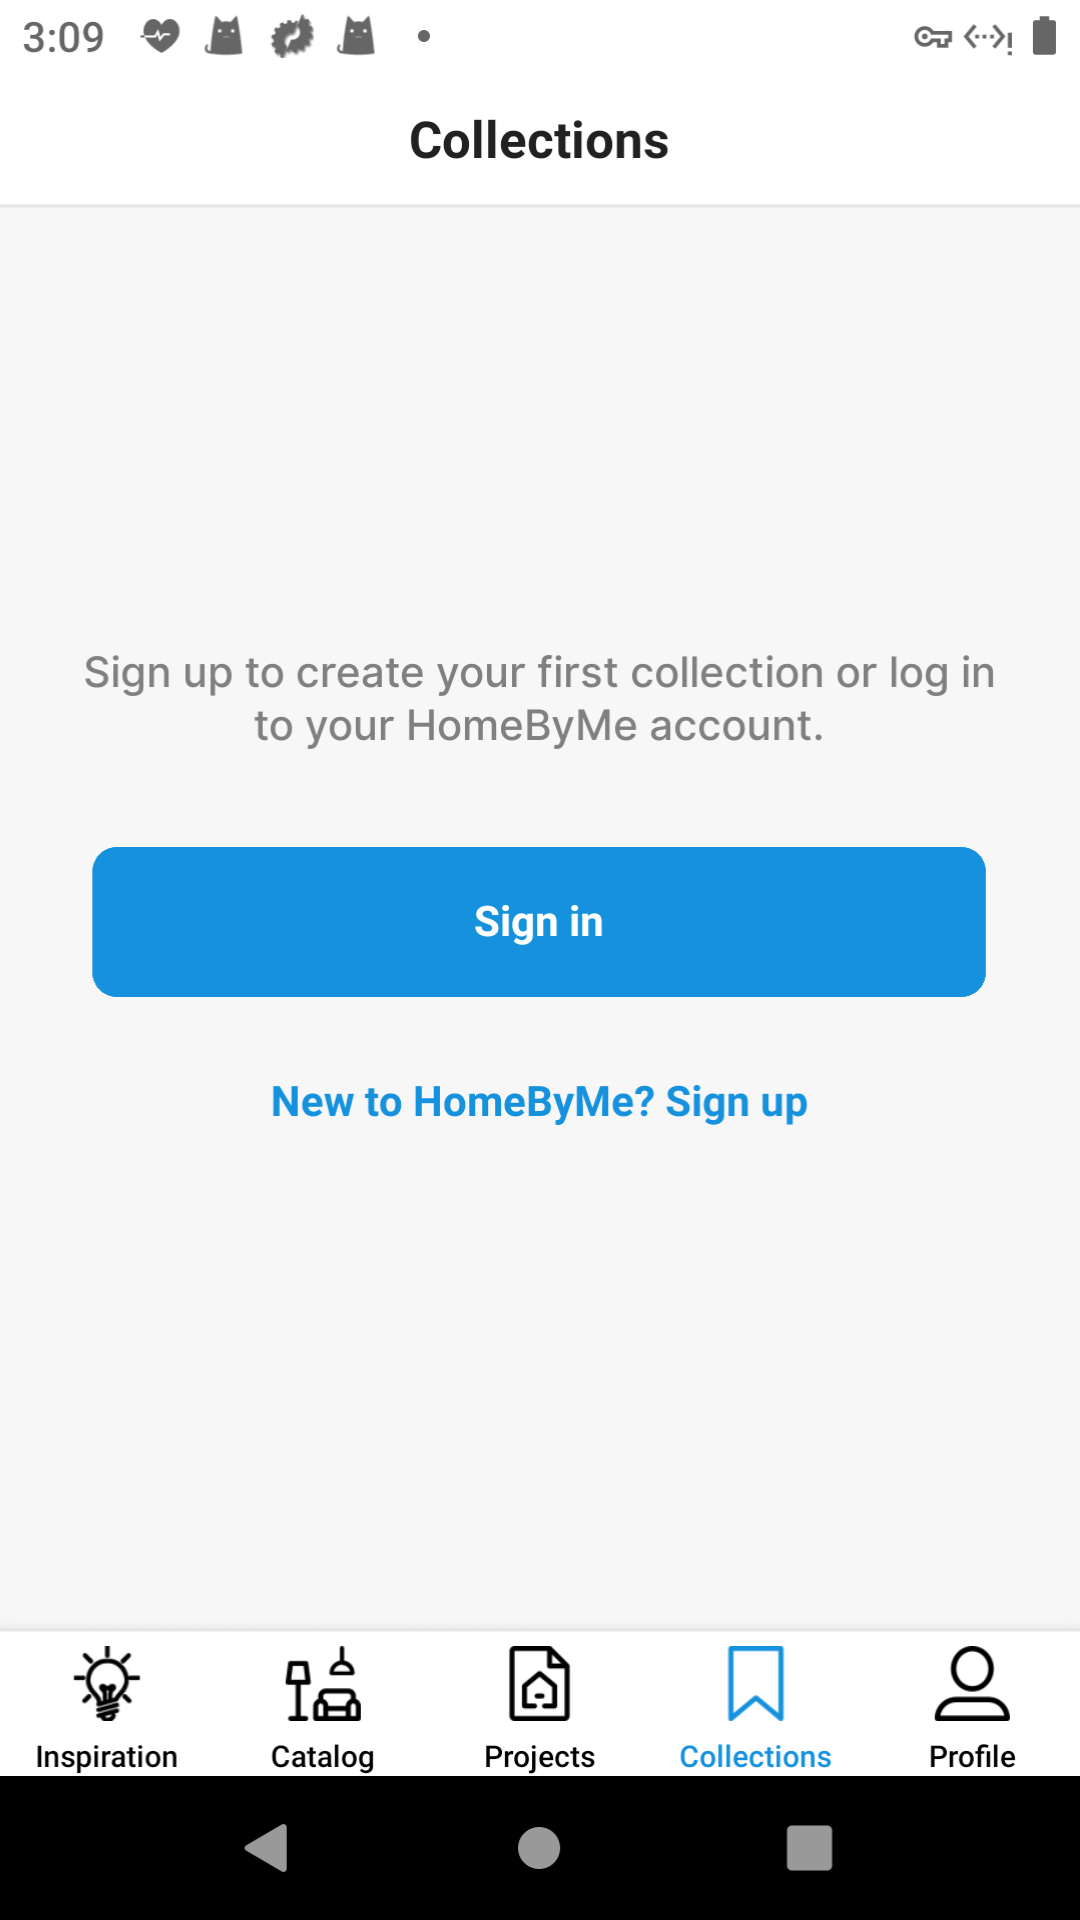 3:09
Collections
Sign up to create your first collection or log in
to your HomeByMe account.
Sign in
New to HomeByMe? Sign up
Inspiration
Catalog
Projects
Collections
Profile